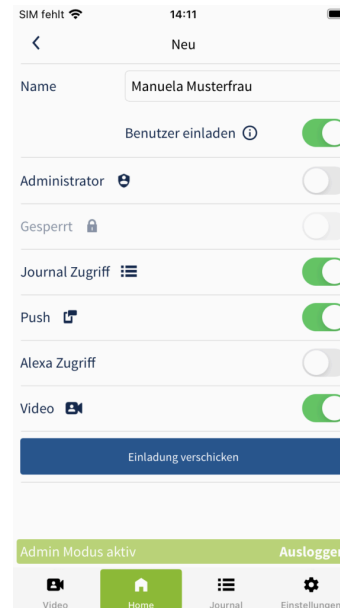 SIM fehlt 14:11
Neu
Name Manuela Musterfrau
Benutzer einladen
Administrator
Gesperrt
Journal Zugriff
Push
Alexa Zugriff
Video
Einladung verschicken
Admin Modus aktiv Ausloggen
Video Home Journal Einstellungen